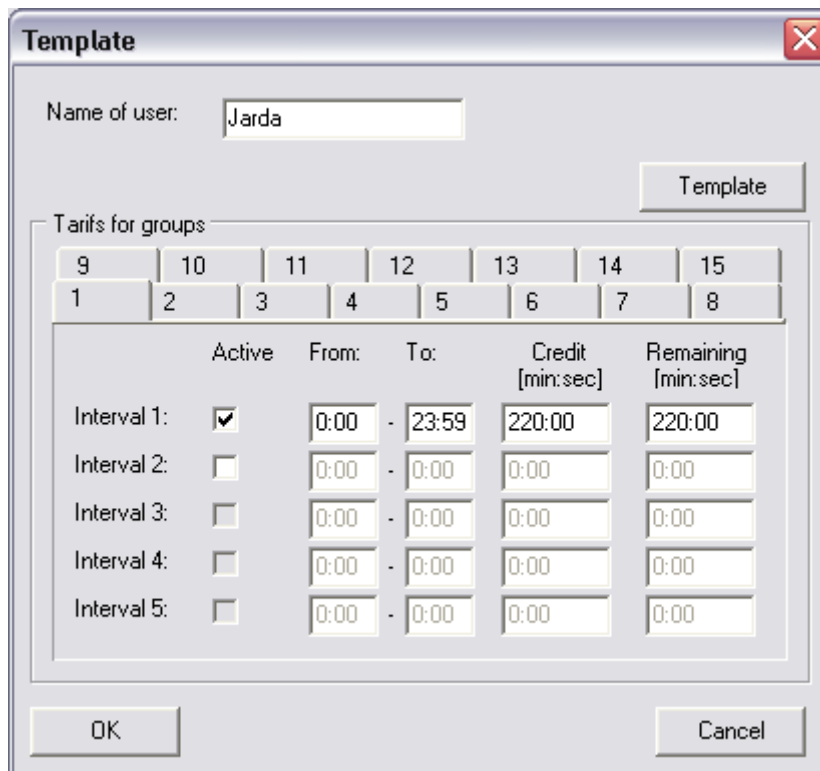 Template
Name of user: Jarda
Template
Tarifs for groups
9 10 11 12 13 14 15
1 2 3 4 5 6 7 8
Active From: To: Credit Remaining
[min:sec] [min:sec]
Interval 1: 0:00 - 23:59 220:00 220:00
Interval 2: 0:00 - 0:00 0:00 0:00
Interval 3: 0:00 - 0:00 0:00 0:00
Interval 4: 0:00 - 0:00 0:00 0:00
Interval 5: 0:00 - 0:00 0:00 0:00
OK Cancel